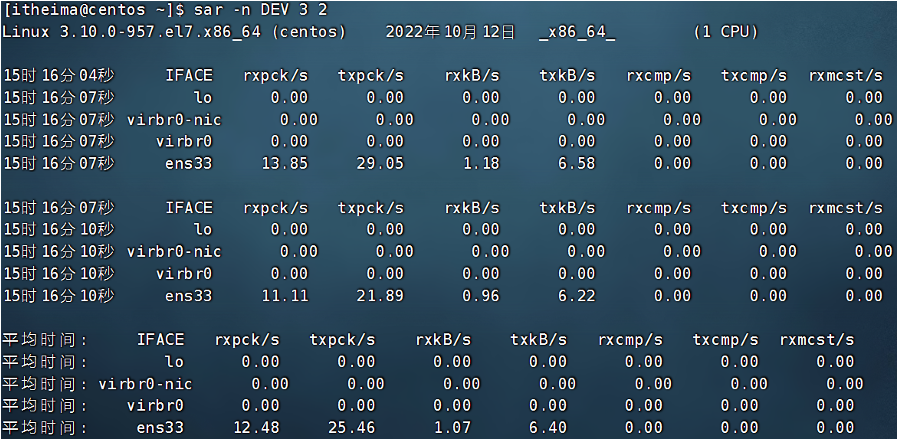 [itheima@centos ~]$ sar -n DEV 3 2
Linux 3.10.0-957.el7.x86_64 (centos) 2022年10月12日 _x86_64_ (1 CPU)
15时16分04秒 IFACE rxpck/s txpck/s rxkB/s txkB/s rxcmp/s txcmp/s rxmcst/s
15时16分07秒 lo 0.00 0.00 0.00 0.00 0.00 0.00 0.00
15时16分07秒 virbr0-nic 0.00 0.00 0.00 0.00 0.00 0.00 0.00
15时16分07秒 virbr0 0.00 0.00 0.00 0.00 0.00 0.00 0.00
15时16分07秒 ens33 13.85 29.05 1.18 6.58 0.00 0.00 0.00
15时16分07秒 IFACE rxpck/s txpck/s rxkB/s txkB/s rxcmp/s txcmp/s rxmcst/s
15时16分10秒 lo 0.00 0.00 0.00 0.00 0.00 0.00 0.00
15时16分10秒 virbr0-nic 0.00 0.00 0.00 0.00 0.00 0.00 0.00
15时16分10秒 virbr0 0.00 0.00 0.00 0.00 0.00 0.00 0.00
15时16分10秒 ens33 11.11 21.89 0.96 6.22 0.00 0.00 0.00
平均时间: IFACE rxpck/s txpck/s rxkB/s txkB/s rxcmp/s txcmp/s rxmcst/s
平均时间: lo 0.00 0.00 0.00 0.00 0.00 0.00 0.00
平均时间: virbr0-nic 0.00 0.00 0.00 0.00 0.00 0.00 0.00
平均时间: virbr0 0.00 0.00 0.00 0.00 0.00 0.00 0.00
平均时间: ens33 12.48 25.46 1.07 6.40 0.00 0.00 0.00